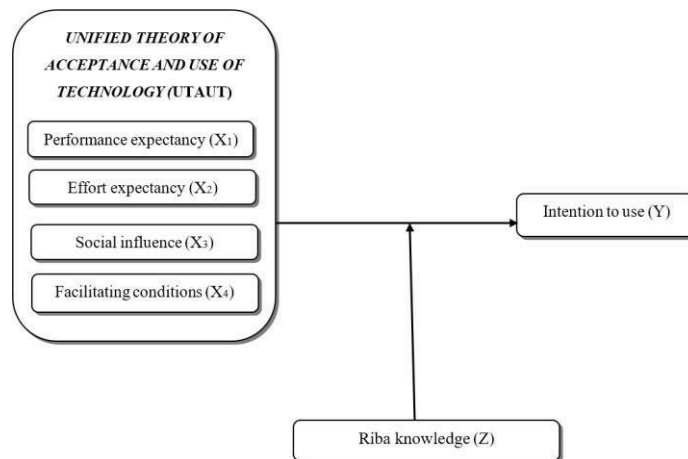 UNIFIED THEORY OF
ACCEPTANCE AND USE OF
TECHNOLOGY (UTAUT)
Performance expectancy (X1)
Effort expectancy (X2)
Social influence (X3)
Facilitating conditions (X4)
Intention to use (Y)
Riba knowledge (Z)